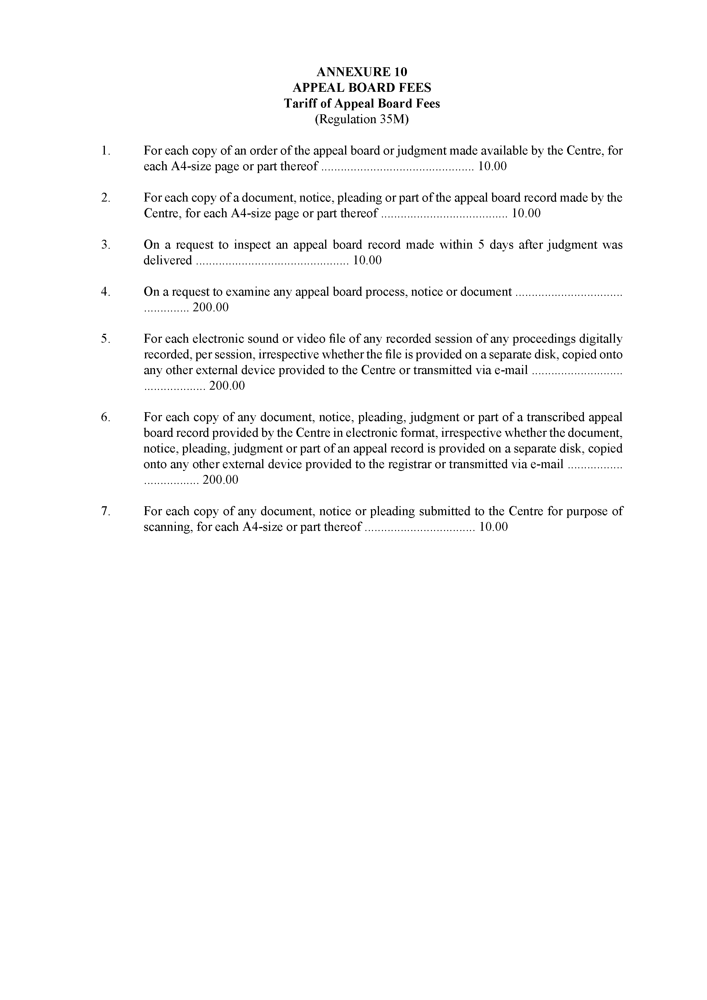 ANNEXURE 10
APPEAL BOARD FEES
Tariff of Appeal Board Fees
(Regulation 35M)
1. For each copy of an order of the appeal board or judgment made available by the Centre, for
each A4-size page or part thereof ............................................... 10.00
2. For each copy of a document, notice, pleading or part of the appeal board record made by the
Centre, for each A4-size page or part thereof ....................................... 10.00
3. On a request to inspect an appeal board record made within 5 days after judgment was
delivered ............................................... 10.00
4. On a request to examine any appeal board process, notice or document .................................
.............. 200.00
5. For each electronic sound or video file of any recorded session of any proceedings digitally
recorded, per session, irrespective whether the file is provided on a separate disk, copied onto
any other external device provided to the Centre or transmitted via e-mail ............................
................... 200.00
6. For each copy of any document, notice, pleading, judgment or part of a transcribed appeal
board record provided by the Centre in electronic format, irrespective whether the document,
notice, pleading, judgment or part of an appeal record is provided on a separate disk, copied
onto any other external device provided to the registrar or transmitted via e-mail .................
................. 200.00
7. For each copy of any document, notice or pleading submitted to the Centre for purpose of
scanning, for each A4-size or part thereof .................................. 10.00